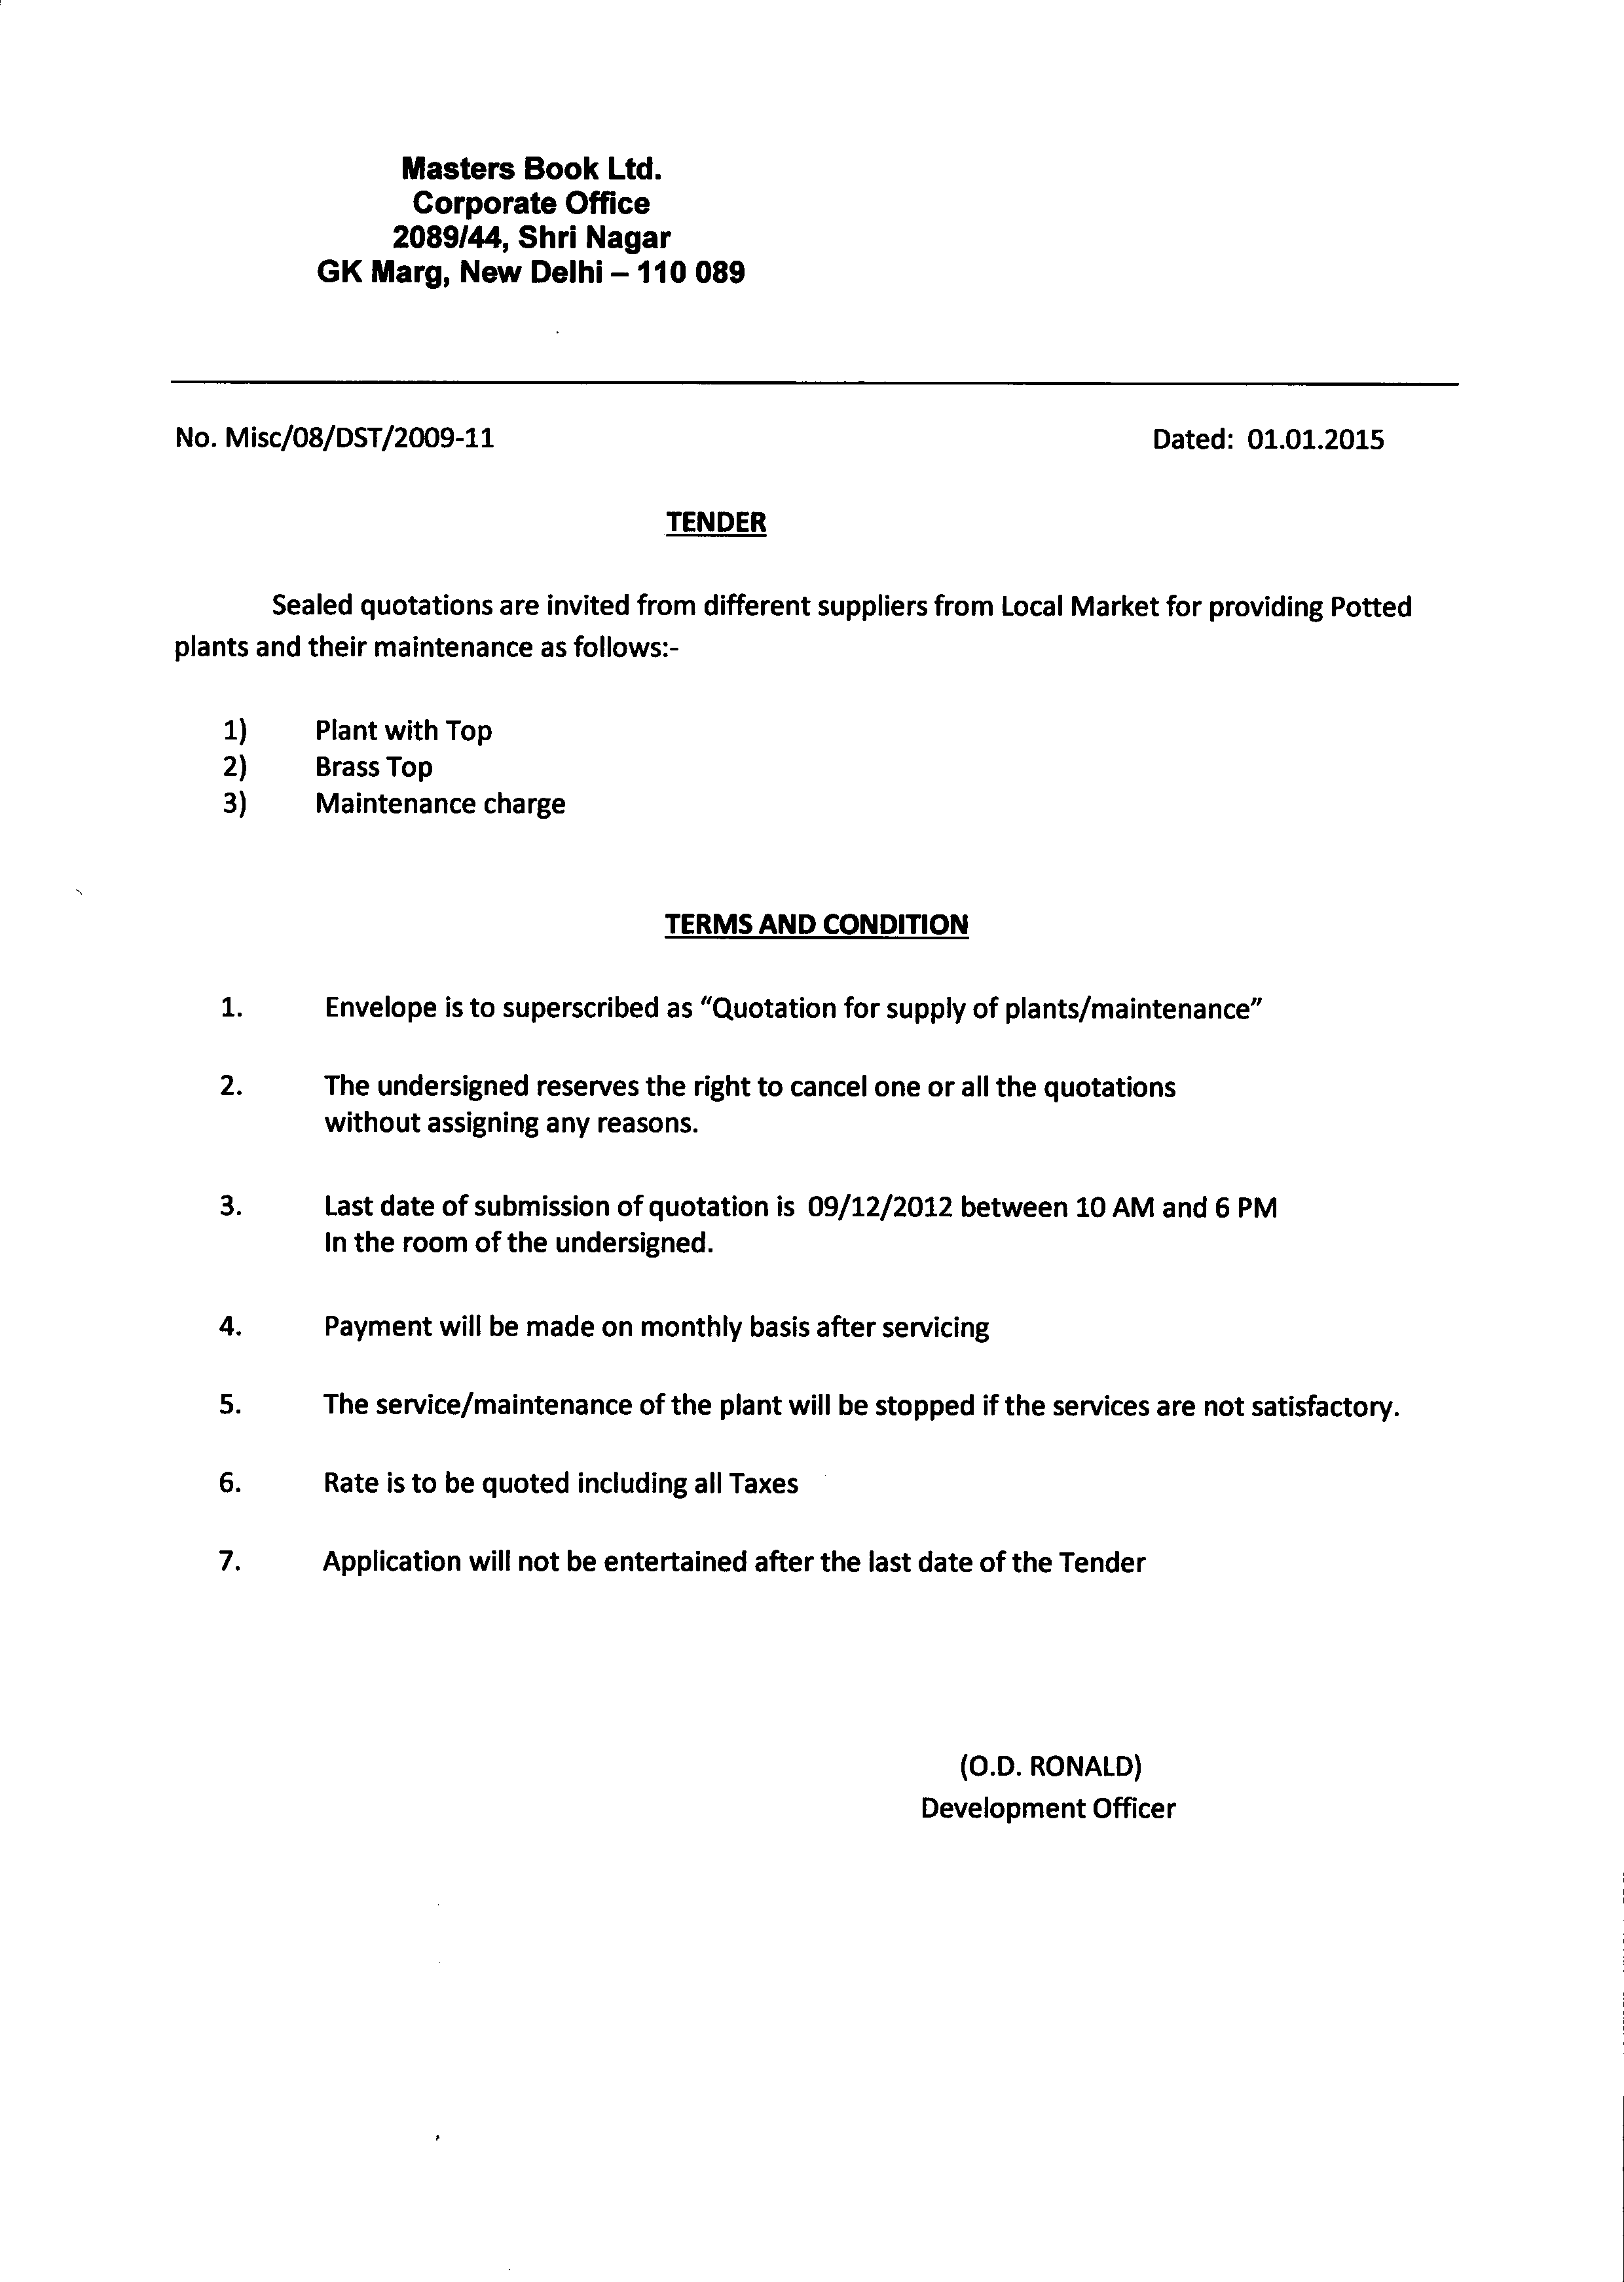 Masters Book Ltd.
Corporate Office
2089/44, Shri Nagar
GK Marg, New Delhi – 110 089
No. Misc/08/DST/2009-11 Dated: 01.01.2015
TENDER
Sealed quotations are invited from different suppliers from Local Market for providing Potted
plants and their maintenance as follows:-
1) Plant with Top
2) Brass Top
3) Maintenance charge
TERMS AND CONDITION
1. Envelope is to superscribed as “Quotation for supply of plants/maintenance”
2. The undersigned reserves the right to cancel one or all the quotations
without assigning any reasons.
3. Last date of submission of quotation is 09/12/2012 between 10 AM and 6 PM
In the room of the undersigned.
4. Payment will be made on monthly basis after servicing
5. The service/maintenance of the plant will be stopped if the services are not satisfactory.
6. Rate is to be quoted including all Taxes
7. Application will not be entertained after the last date of the Tender
(O.D. RONALD)
Development Officer